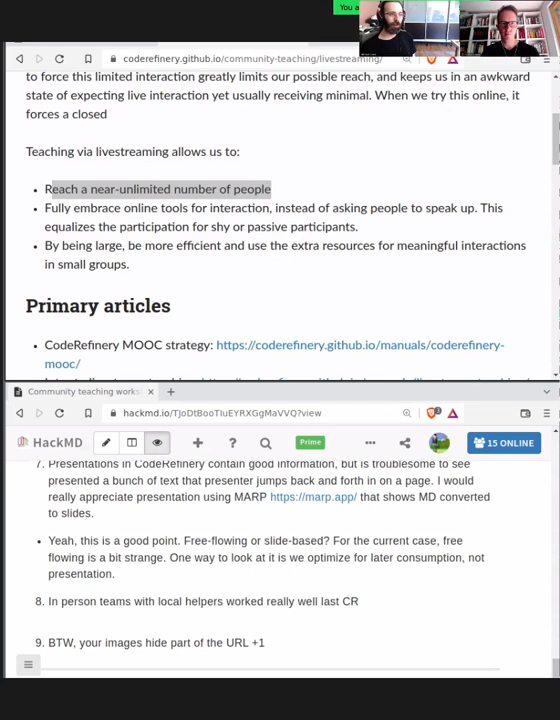 You a
coderefinery.github.io/community-teaching/livestreaming/
to force this limited interaction greatly limits our possible reach, and keeps us in an awkward
state of expecting live interaction yet usually receiving minimal. When we try this online, it
forces a closed
Teaching via livestreaming allows us to:
• Reach a near-unlimited number of people
• Fully embrace online tools for interaction, instead of asking people to speak up. This
equalizes the participation for shy or passive participants.
• By being large, be more efficient and use the extra resources for meaningful interactions
in small groups.
Primary articles
• CodeRefinery MOOC strategy: https://coderefinery.github.io/manuals/coderefinery-
mooc/
Community teaching works
hackmd.io/TJoDtBooTIuEYRXGgMaVVQ?view
HackMD
Prime
15 ONLINE
7. Presentations in CodeRefinery contain good information, but is troublesome to see
presented a bunch of text that presenter jumps back and forth in on a page. I would
really appreciate presentation using MARP https://marp.app/ that shows MD converted
to slides.
• Yeah, this is a good point. Free-flowing or slide-based? For the current case, free
flowing is a bit strange. One way to look at it is we optimize for later consumption, not
presentation.
8. In person teams with local helpers worked really well last CR
9. BTW, your images hide part of the URL +1